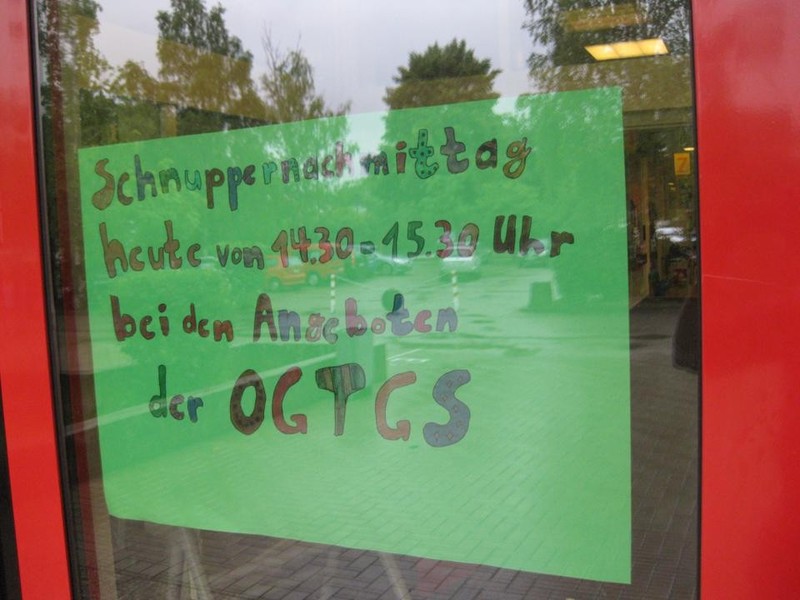 Schnuppernachmittag
heute von 14.30-15.30 Uhr
bei den Angeboten
der OGTGS